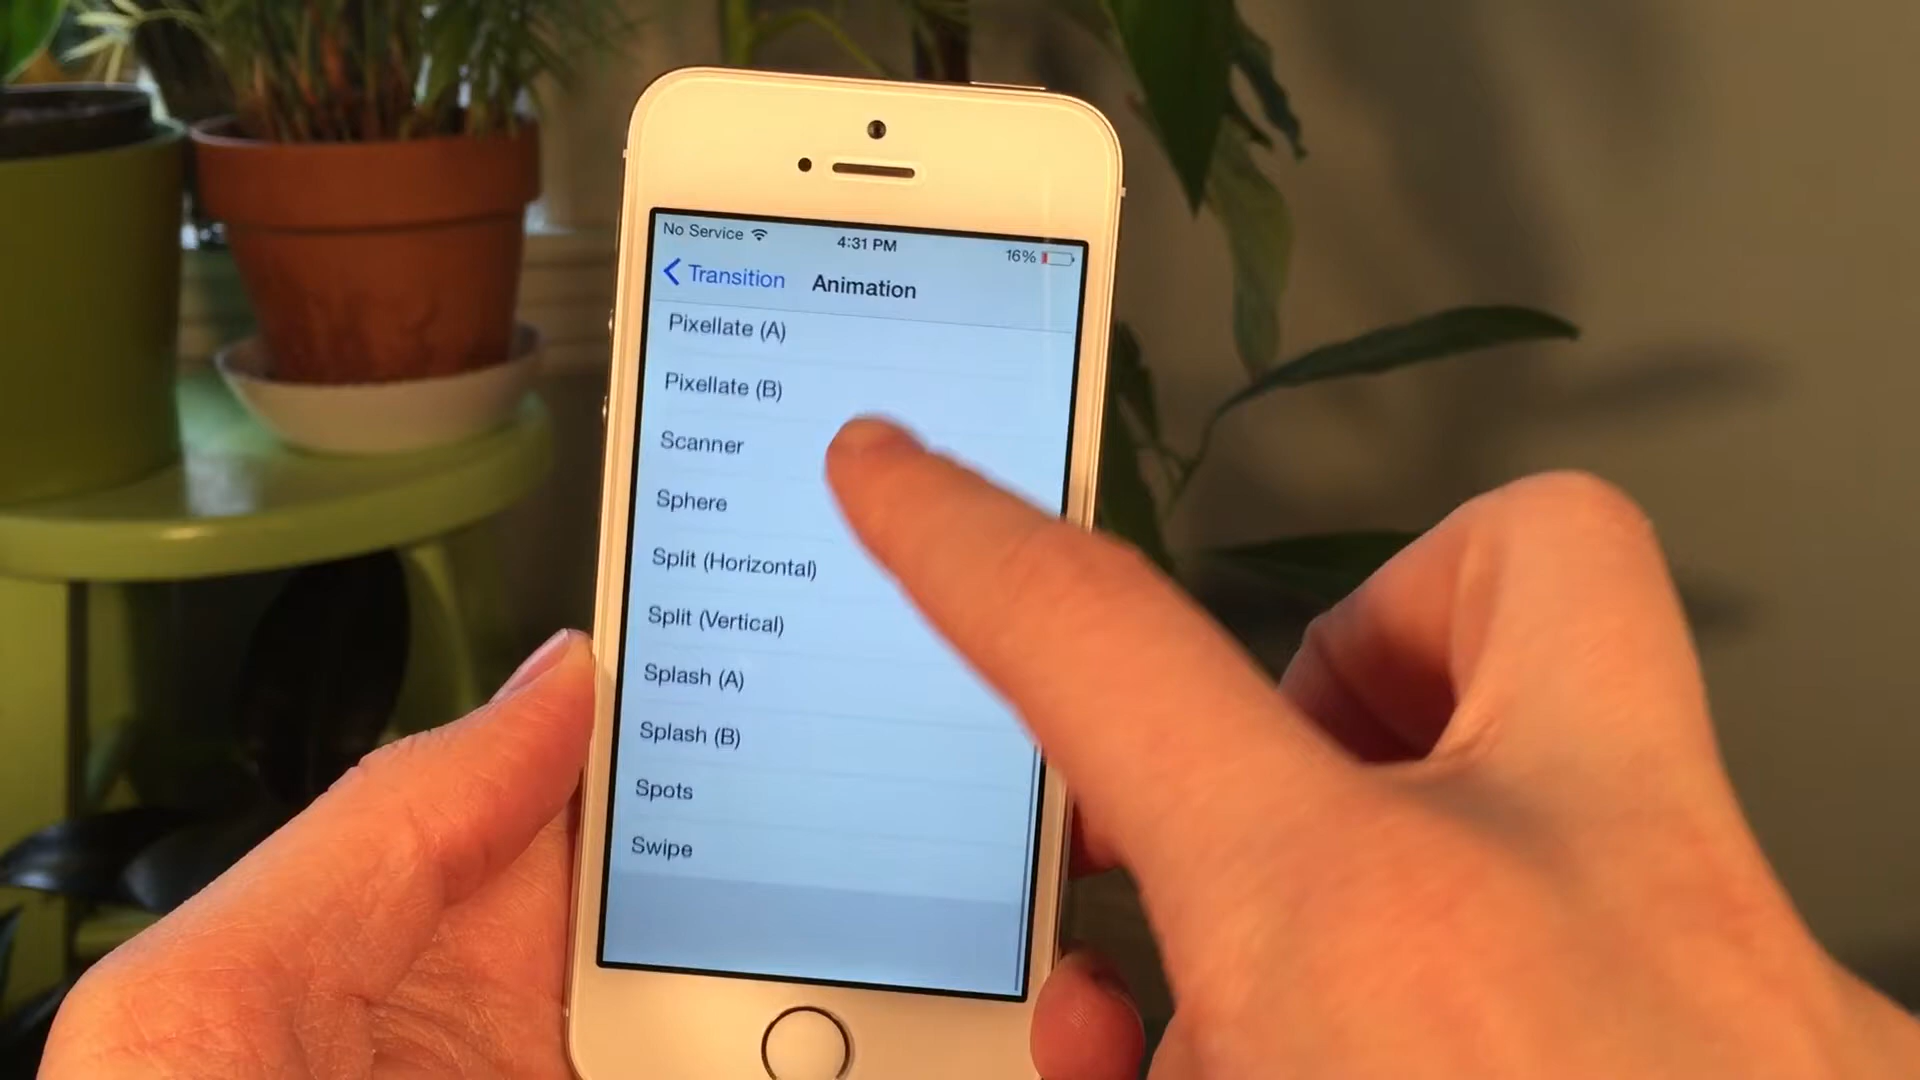 No Service 4:31 PM 16%
Transition Animation
Pixellate (A)
Pixellate (B)
Scanner
Sphere
Split (Horizontal)
Split (Vertical)
Splash (A)
Splash (B)
Spots
Swipe